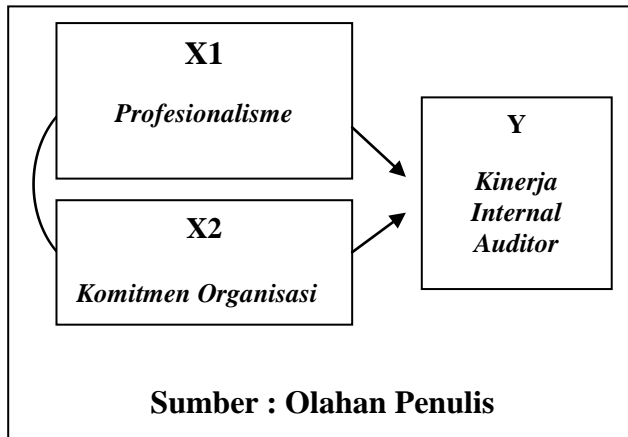 X1
Profesionalisme
X2
Komitmen Organisasi
Y
Kinerja
Internal
Auditor
Sumber : Olahan Penulis